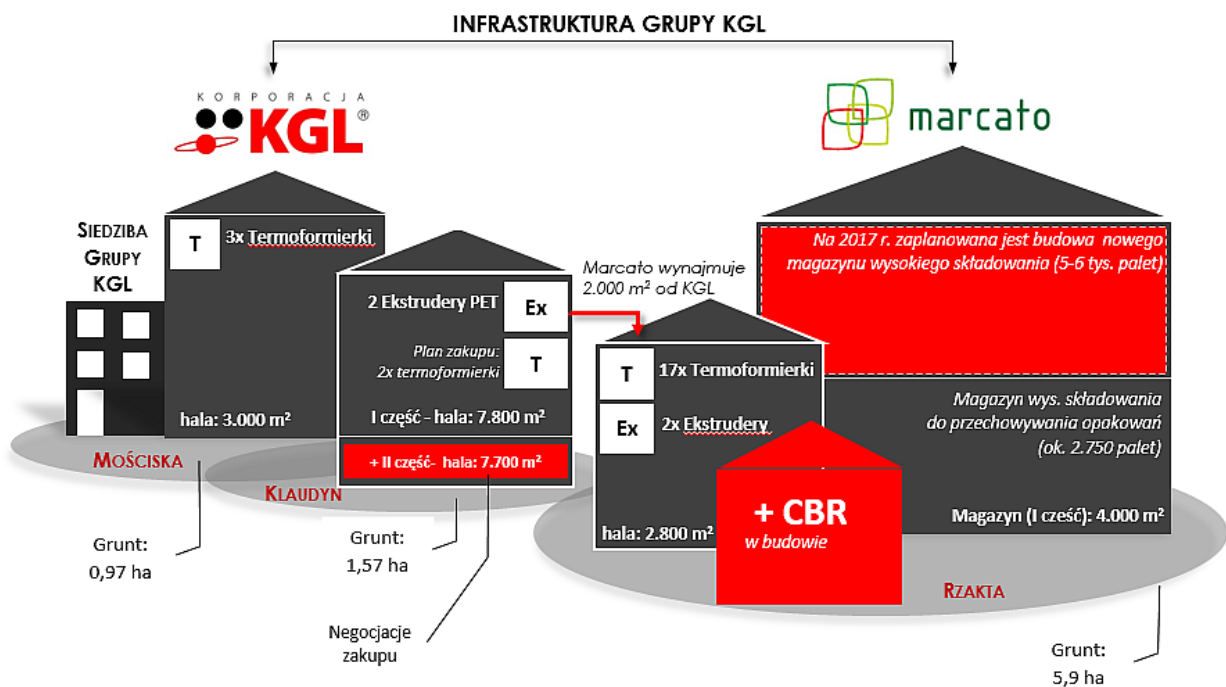 INFRASTRUKTURA GRUPY KGL
KORPORACJA
KGL®
marcato
SIEDZIBA
GRUPY
KGL
T
3x Termoformierki
hala: 3.000 m²
MOŚCISKA
Grunt:
0,97 ha
2 Ekstrudery PET
Ex
Plan zakupu:
2x termoformierki
T
I część – hala: 7.800 m²
+ II część- hala: 7.700 m²
KLAUDYN
Grunt:
1,57 ha
Negocjacje
zakupu
Marcato wynajmuje
2.000 m² od KGL
T
17x Termoformierki
Ex
2x Ekstrudery
hala: 2.800 m²
+ CBR
w budowie
Na 2017 r. zaplanowana jest budowa nowego
magazynu wysokiego składowania (5-6 tys. palet)
Magazyn wys. składowania
do przechowywania opakowań
(ok. 2.750 palet)
Magazyn (I cześć): 4.000 m²
RZAKTA
Grunt:
5,9 ha